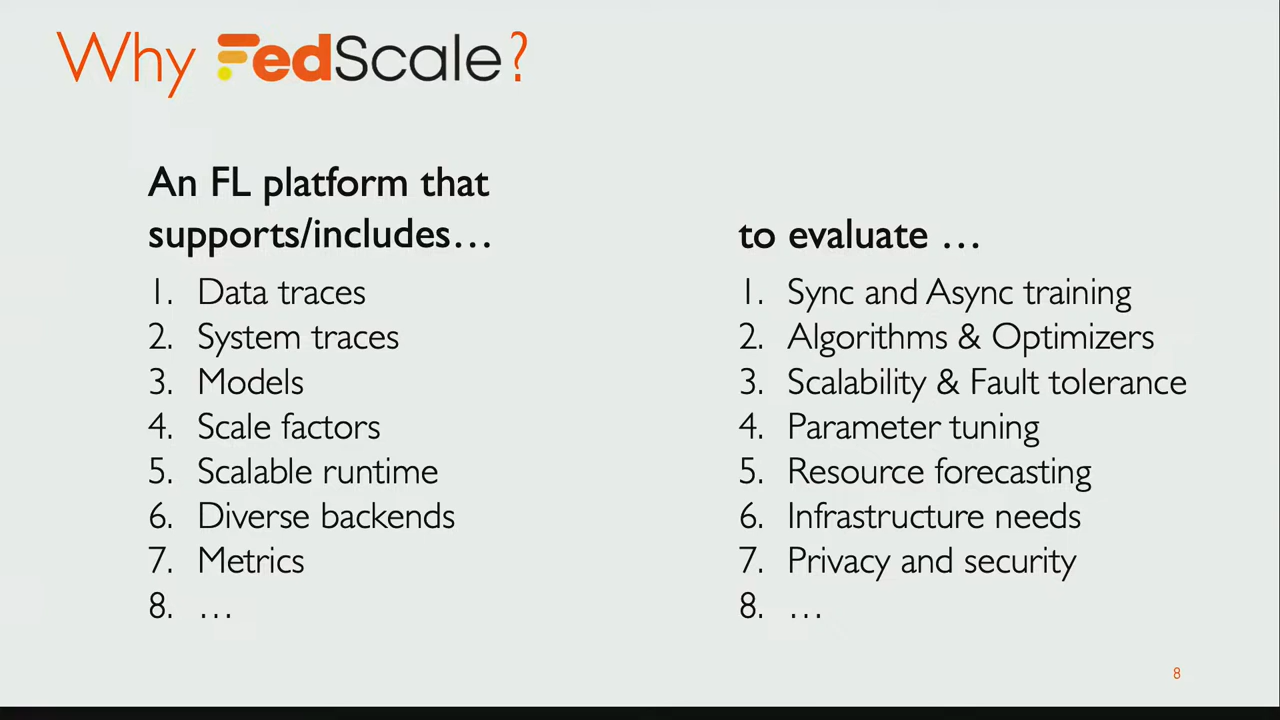 Why FedScale?
An FL platform that
supports/includes…
1. Data traces
2. System traces
3. Models
4. Scale factors
5. Scalable runtime
6. Diverse backends
7. Metrics
8. …
to evaluate …
1. Sync and Async training
2. Algorithms & Optimizers
3. Scalability & Fault tolerance
4. Parameter tuning
5. Resource forecasting
6. Infrastructure needs
7. Privacy and security
8. …
8